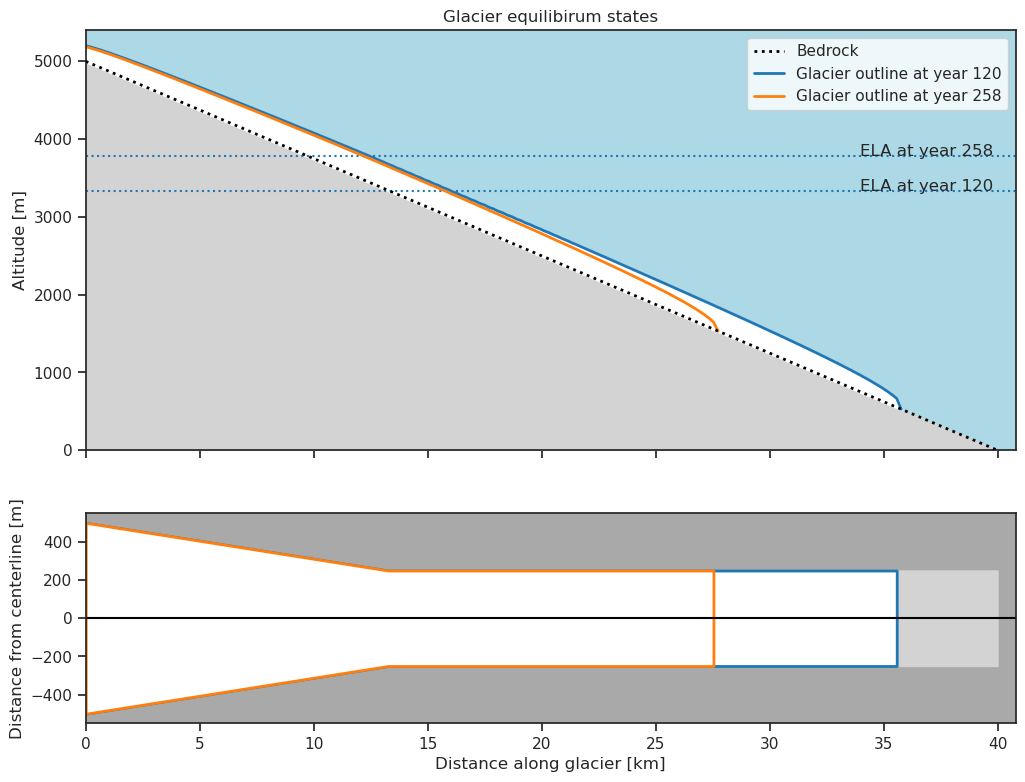 Glacier equilibirum states
Altitude [m]
5000
4000
3000
2000
1000
0
Bedrock
Glacier outline at year 120
Glacier outline at year 258
ELA at year 258
ELA at year 120
Distance from centerline [m]
400
200
0
−200
−400
0 5 10 15 20 25 30 35 40
Distance along glacier [km]